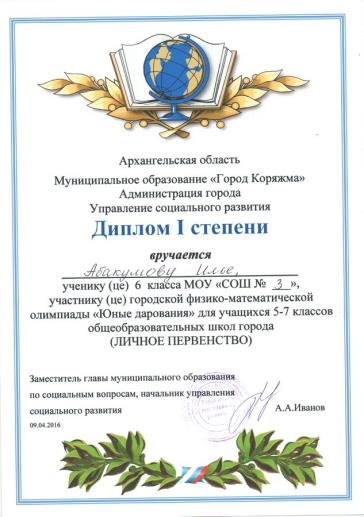 Архангельская область
Муниципальное образование «Город Коряжма»
Администрация города
Управление социального развития
Диплом I степени
вручается
Абакумову Илье,
ученику (це) 6 класса МОУ «СОШ № 3»,
участнику (це) городской физико-математической
олимпиады «Юные дарования» для учащихся 5-7 классов
общеобразовательных школ города
(ЛИЧНОЕ ПЕРВЕНСТВО)
Заместитель главы муниципального образования
по социальным вопросам, начальник управления
социального развития
А.А.Иванов
09.04.2016